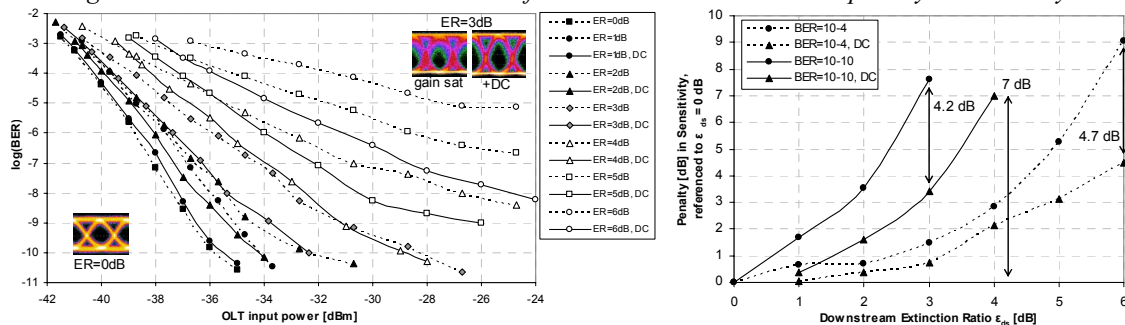 -2
-3
-4
-5
-6
-7
-8
-9
-10
-11
log(BER)
-42 -40 -38 -36 -34 -32 -30 -28 -26 -24
OLT input power [dBm]
ER=3dB
gain sat +DC
ER=0dB
ER=0dB
ER=1dB
ER=1dB, DC
ER=2dB
ER=2dB, DC
ER=3dB
ER=3dB, DC
ER=4dB
ER=4dB, DC
ER=5dB
ER=5dB, DC
ER=6dB
ER=6dB, DC
Penalty [dB] in Sensitivity,
referenced to ε ds = 0 dB
10
9
8
7
6
5
4
3
2
1
0
BER=10-4
BER=10-4, DC
BER=10-10
BER=10-10, DC
4.2 dB
7 dB
4.7 dB
0 1 2 3 4 5 6
Downstream Extinction Ratio εds [dB]